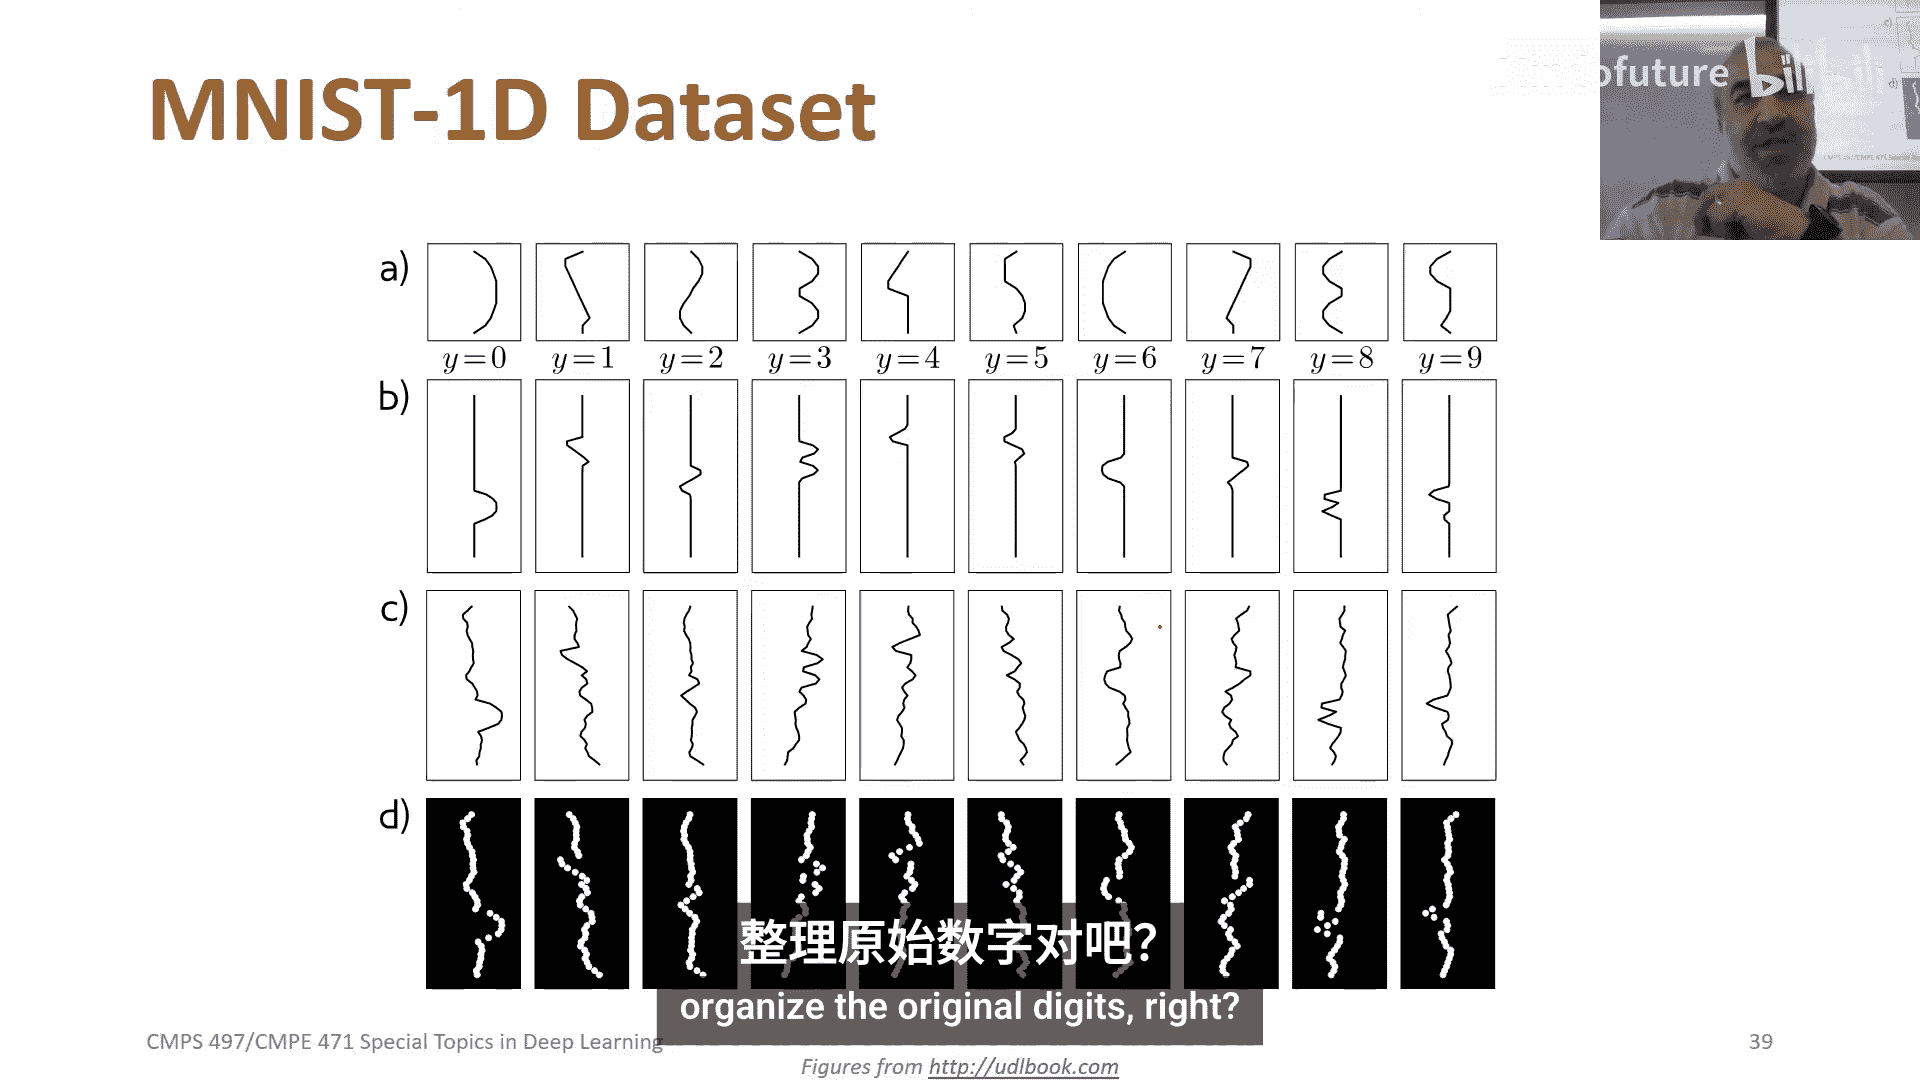 MNIST-1D Dataset
ofuture bilibili
a)
y=0 y=1 y=2 y=3 y=4 y=5 y=6 y=7 y=8 y=9
b)
c)
d)
整理原始数字对吧?
organize the original digits, right?
CMPS 497/CMPE 471 Special Topics in Deep Learning
39
Figures from http://udlbook.com